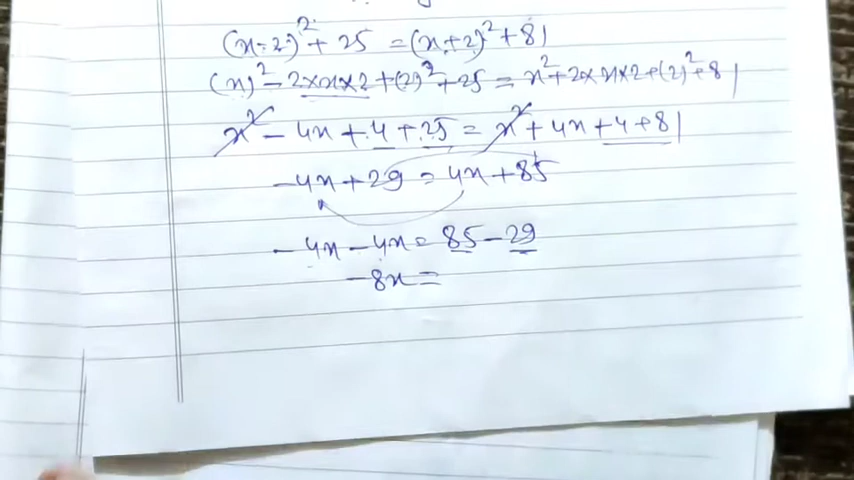 (x-2)² + 25 = (x+2)² + 81
(x)² - 2×x×2 + (2)² + 25 = x² + 2×x×2 + (2)² + 81
x² - 4x + 4 + 25 = x² + 4x + 4 + 81
-4x + 29 = 4x + 85
-4x - 4x = 85 - 29
-8x =